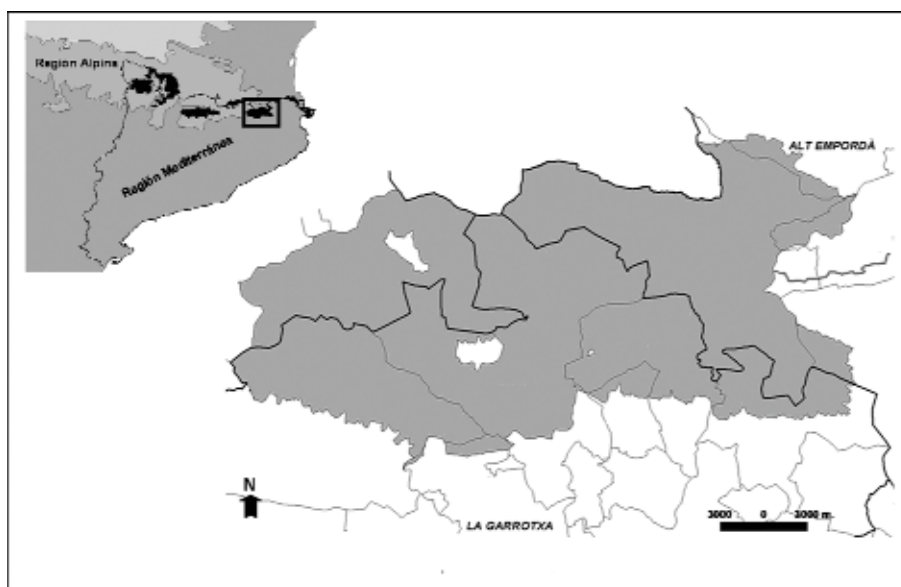 Region Alpina
Región Mediterránea
ALT EMPORDÀ
N
3000 0 3000 m.
LA GARROTXA